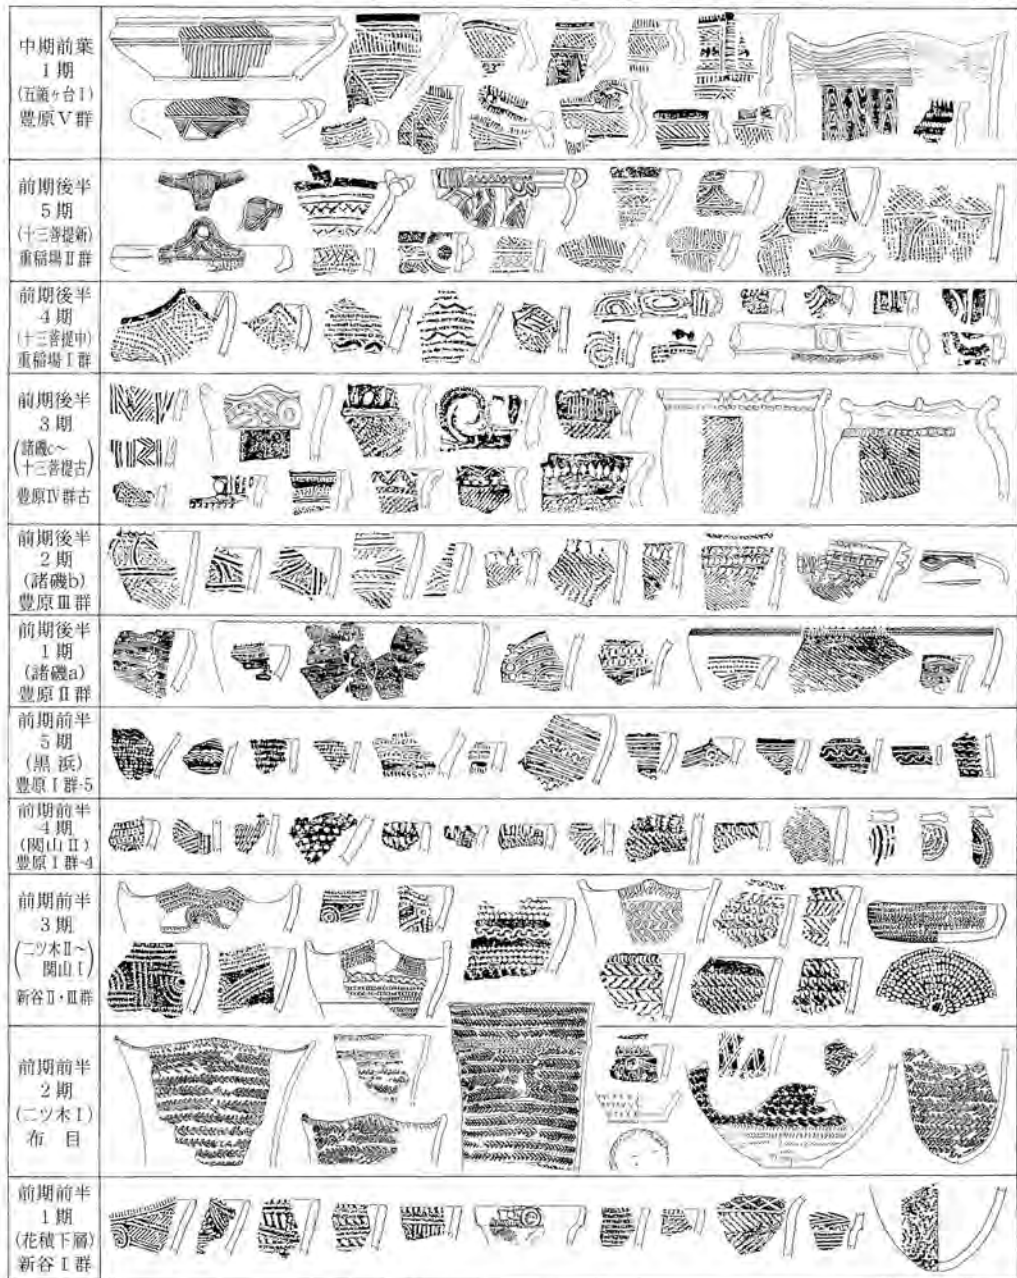 中期前葉
1期
(五領ヶ台I)
豊原V群
前期後半
5期
(十三菩提新)
重稲場II群
前期後半
4期
(十三菩提中)
重稲場I群
前期後半
3期
(諸磯c〜
十三菩提古)
豊原IV群古
前期後半
2期
(諸磯b)
豊原III群
前期後半
1期
(諸磯a)
豊原II群
前期前半
5期
(黒浜)
豊原I群-5
前期前半
4期
(関山II)
豊原I群-4
前期前半
3期
(二ツ木II〜
関山I)
新谷II・III群
前期前半
2期
(二ツ木I)
布目
前期前半
1期
(花積下層)
新谷I群